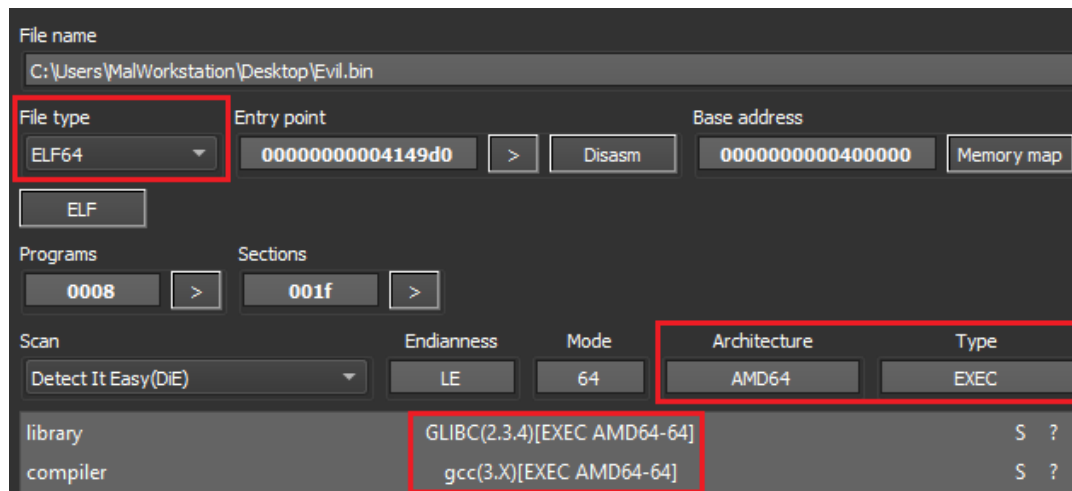 File name
C:\Users\MalWorkstation\Desktop\Evil.bin
File type Entry point Base address
ELF64 00000000004149d0 > Disasm 0000000000400000 Memory map
ELF
Programs Sections
0008 > 001f >
Scan Endianness Mode Architecture Type
Detect It Easy(DiE) LE 64 AMD64 EXEC
library GLIBC(2.3.4)[EXEC AMD64-64] S ?
compiler gcc(3.X)[EXEC AMD64-64] S ?